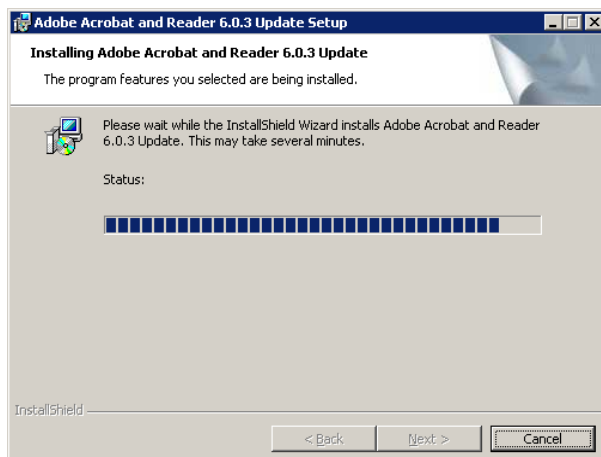 Adobe Acrobat and Reader 6.0.3 Update Setup
Installing Adobe Acrobat and Reader 6.0.3 Update
The program features you selected are being installed.
Please wait while the InstallShield Wizard installs Adobe Acrobat and Reader
6.0.3 Update. This may take several minutes.
Status:
InstallShield
< Back Next > Cancel